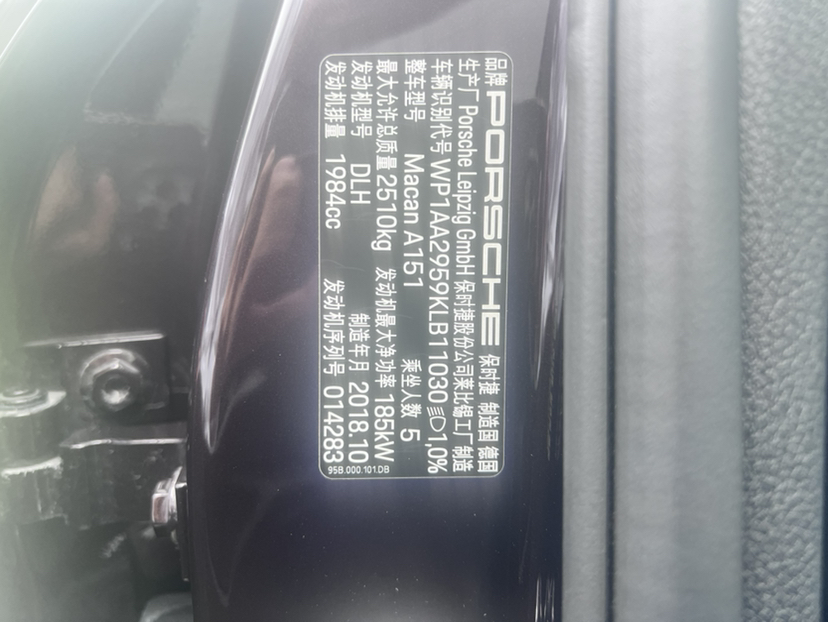 品牌 PORSCHE 保时捷 制造国 德国
生产厂 Porsche Leipzig GmbH 保时捷股份公司莱比锡工厂制造
车辆识别代号 WP1AA2959KLB11030 1,0%
整车型号 Macan A151 乘坐人数 5
最大允许总质量 2510kg 发动机最大净功率 185kW
发动机型号 DLH 制造年月 2018.10
发动机排量 1984cc 发动机序列号 014283
95B.000.101.DB